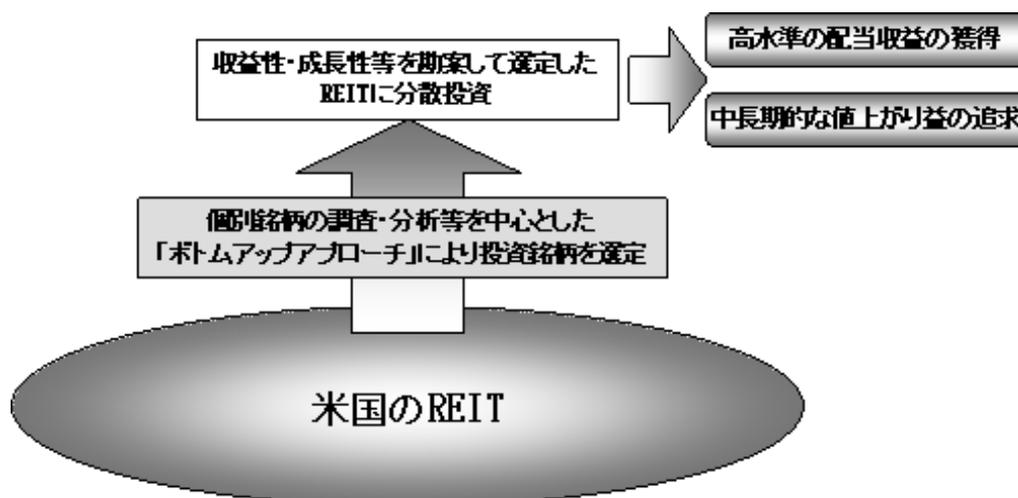 高水準の配当収益の獲得
収益性・成長性等を勘案して選定した
REITに分散投資
中長期的な値上がり益の追求
個別銘柄の調査・分析等を中心とした
「ボトムアップアプローチ」により投資銘柄を選定
米国のREIT